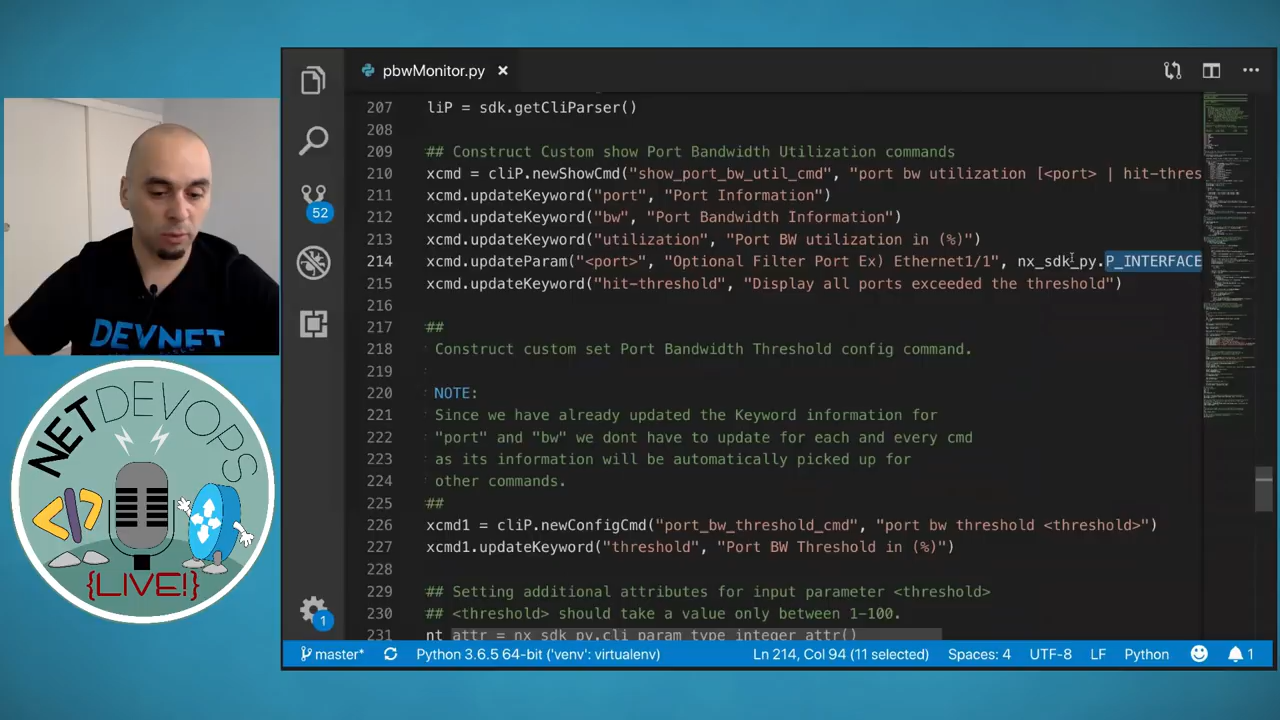 pbwMonitor.py
207 liP = sdk.getCliParser()
208
209 ## Construct Custom show Port Bandwidth Utilization commands
210 xcmd = cliP.newShowCmd("show_port_bw_util_cmd", "port bw utilization [<port> | hit-thres
211 xcmd.updateKeyword("port", "Port Information")
212 xcmd.updateKeyword("bw", "Port Bandwidth Information")
213 xcmd.updateKeyword("utilization", "Port BW utilization in (%)")
214 xcmd.updateParam("<port>", "Optional Filter Port Ex) Ethernet1/1", nx_sdk_py.P_INTERFACE
215 xcmd.updateKeyword("hit-threshold", "Display all ports exceeded the threshold")
216
217 ##
218 Construct custom set Port Bandwidth Threshold config command.
219
220 NOTE:
221 Since we have already updated the Keyword information for
222 "port" and "bw" we dont have to update for each and every cmd
223 as its information will be automatically picked up for
224 other commands.
225 ##
226 xcmd1 = cliP.newConfigCmd("port_bw_threshold_cmd", "port bw threshold <threshold>")
227 xcmd1.updateKeyword("threshold", "Port BW Threshold in (%)")
228
229 ## Setting additional attributes for input parameter <threshold>
230 ## <threshold> should take a value only between 1-100.
231 nt_attr = nx_sdk_py.cli_param_type_integer_attr()
52
1
master* Python 3.6.5 64-bit ('venv': virtualenv) Ln 214, Col 94 (11 selected) Spaces: 4 UTF-8 LF Python 1
DEVNET
NETDEVOPS
</>
{LIVE!}